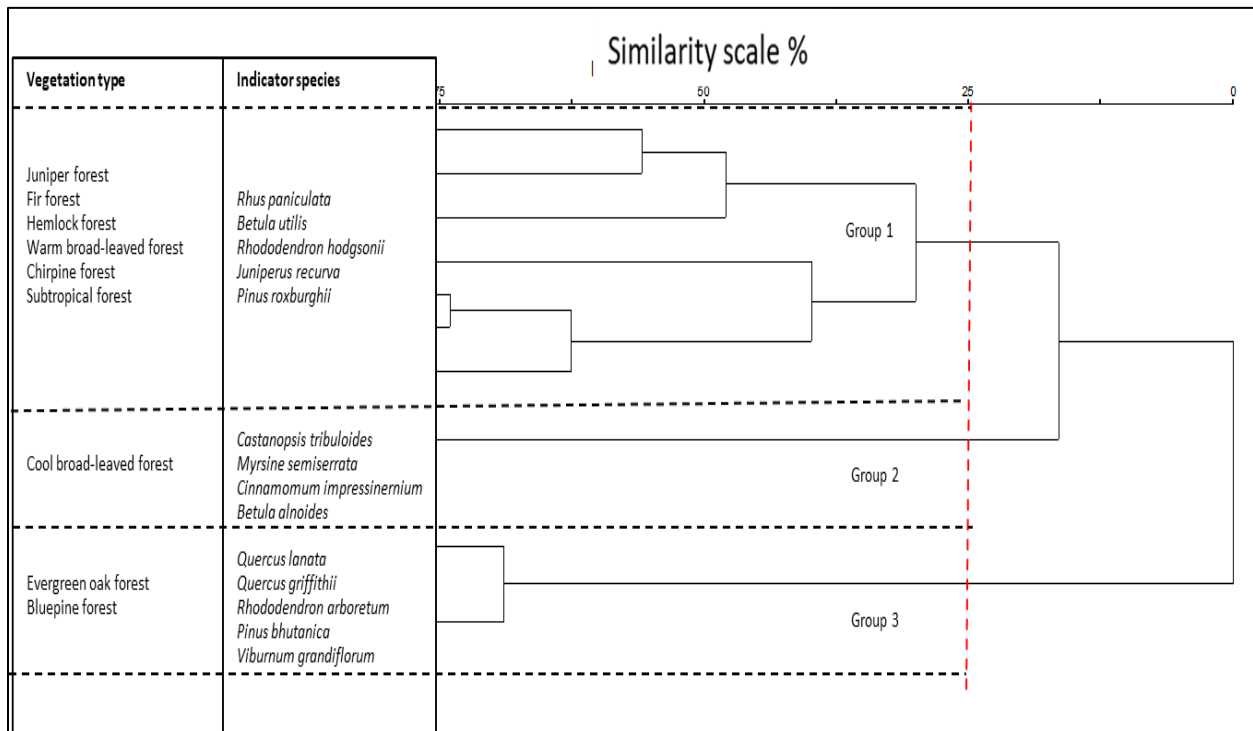 Similarity scale %
Vegetation type
Indicator species
75
50
25
0
Juniper forest
Fir forest
Hemlock forest
Warm broad-leaved forest
Chirpine forest
Subtropical forest
Rhus paniculata
Betula utilis
Rhododendron hodgsonii
Juniperus recurva
Pinus roxburghii
Group 1
Cool broad-leaved forest
Castanopsis tribuloides
Myrsine semiserrata
Cinnamomum impressinernium
Betula alnoides
Group 2
Evergreen oak forest
Bluepine forest
Quercus lanata
Quercus griffithii
Rhododendron arboretum
Pinus bhutanica
Viburnum grandiflorum
Group 3